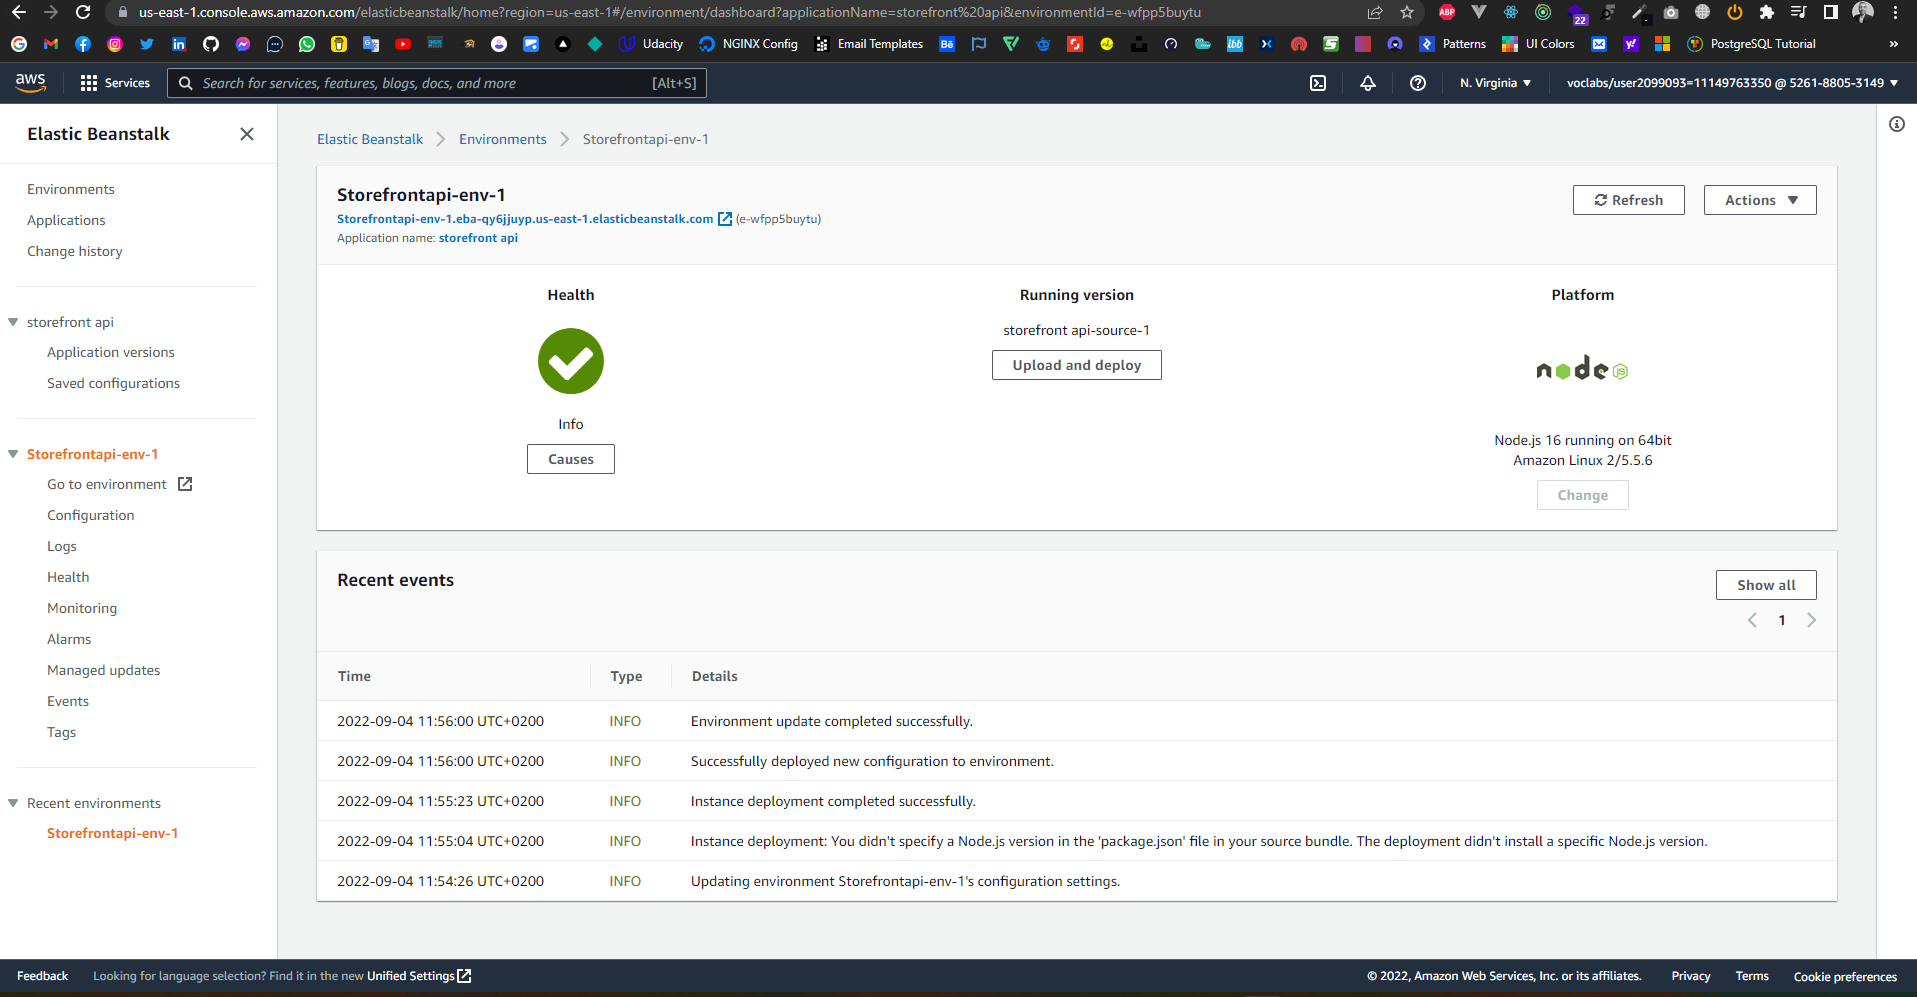 us-east-1.console.aws.amazon.com/elasticbeanstalk/home?region=us-east-1#/environment/dashboard?applicationName=storefront%20api&environmentId=e-wfpp5buytu
ABP
22
Udacity
NGINX Config
Email Templates
Bē
ibb
Patterns
UI Colors
PostgreSQL Tutorial
»
aws
Services
Search for services, features, blogs, docs, and more
[Alt+S]
N. Virginia
voclabs/user2099093=11149763350 @ 5261-8805-3149
Elastic Beanstalk
Environments
Applications
Change history
storefront api
Application versions
Saved configurations
Storefrontapi-env-1
Go to environment
Configuration
Logs
Health
Monitoring
Alarms
Managed updates
Events
Tags
Recent environments
Storefrontapi-env-1
Elastic Beanstalk > Environments > Storefrontapi-env-1
Storefrontapi-env-1
Storefrontapi-env-1.eba-qy6jjuyp.us-east-1.elasticbeanstalk.com (e-wfpp5buytu)
Application name: storefront api
Refresh
Actions
Health
Info
Causes
Running version
storefront api-source-1
Upload and deploy
Platform
node JS
Node.js 16 running on 64bit
Amazon Linux 2/5.5.6
Change
Recent events
Show all
1
Time Type Details
2022-09-04 11:56:00 UTC+0200 INFO Environment update completed successfully.
2022-09-04 11:56:00 UTC+0200 INFO Successfully deployed new configuration to environment.
2022-09-04 11:55:23 UTC+0200 INFO Instance deployment completed successfully.
2022-09-04 11:55:04 UTC+0200 INFO Instance deployment: You didn't specify a Node.js version in the 'package.json' file in your source bundle. The deployment didn't install a specific Node.js version.
2022-09-04 11:54:26 UTC+0200 INFO Updating environment Storefrontapi-env-1's configuration settings.
Feedback
Looking for language selection? Find it in the new Unified Settings
© 2022, Amazon Web Services, Inc. or its affiliates.
Privacy
Terms
Cookie preferences